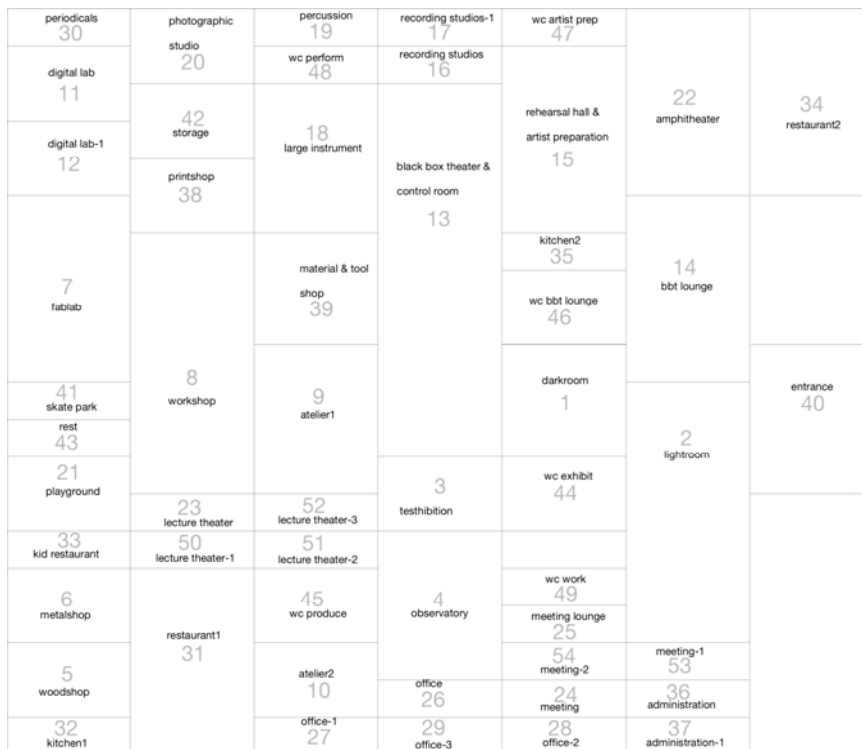 periodicals
30
digital lab
11
digital lab-1
12
7
fablab
41
skate park
rest
43
21
playground
33
kid restaurant
6
metalshop
5
woodshop
32
kitchen1
photographic
studio
20
42
storage
printshop
38
8
workshop
23
lecture theater
50
lecture theater-1
restaurant1
31
percussion
19
wc perform
48
18
large instrument
material & tool
shop
39
9
atelier1
52
lecture theater-3
51
lecture theater-2
45
wc produce
atelier2
10
office-1
27
recording studios-1
17
recording studios
16
black box theater &
control room
13
3
testhibition
4
observatory
office
26
29
office-3
wc artist prep
47
rehearsal hall &
artist preparation
15
kitchen2
35
wc bbt lounge
46
darkroom
1
wc exhibit
44
wc work
49
meeting lounge
25
54
meeting-2
24
meeting
28
office-2
22
amphitheater
14
bbt lounge
2
lightroom
meeting-1
53
36
administration
37
administration-1
34
restaurant2
entrance
40